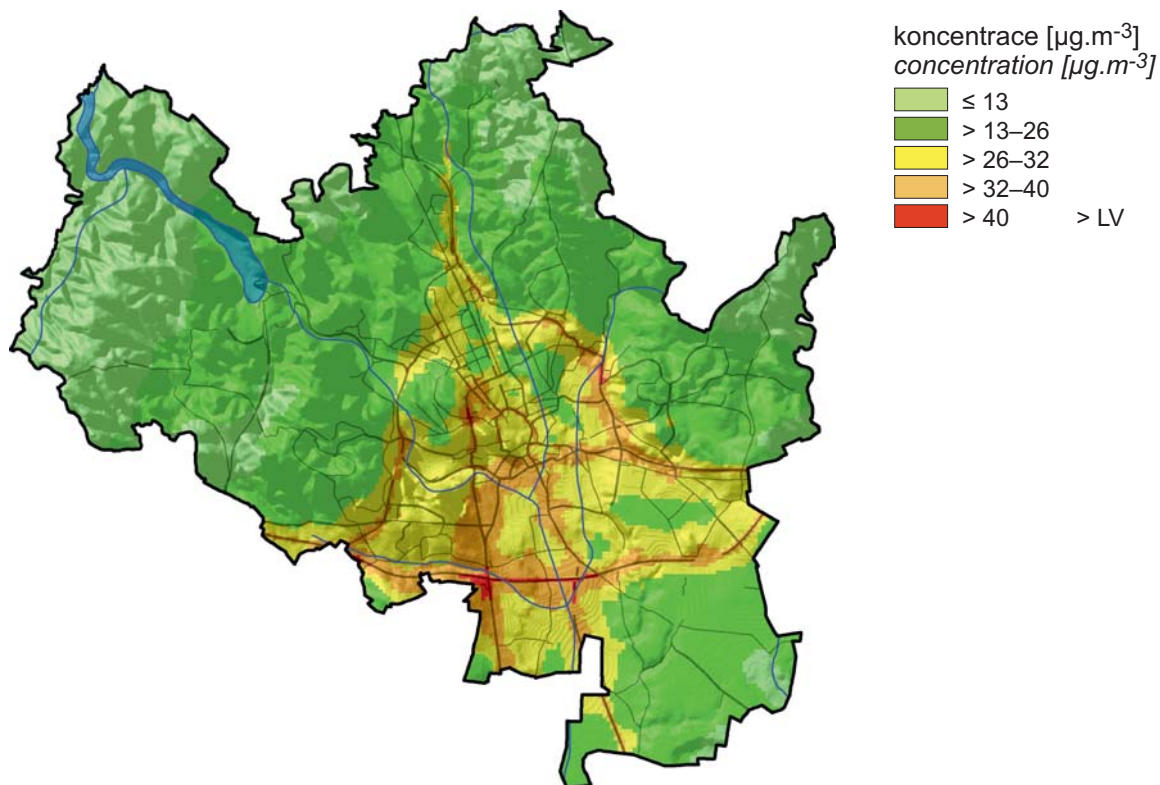 koncentrace [µg.m-3]
concentration [µg.m-3]
≤ 13
> 13–26
> 26–32
> 32–40
> 40 > LV